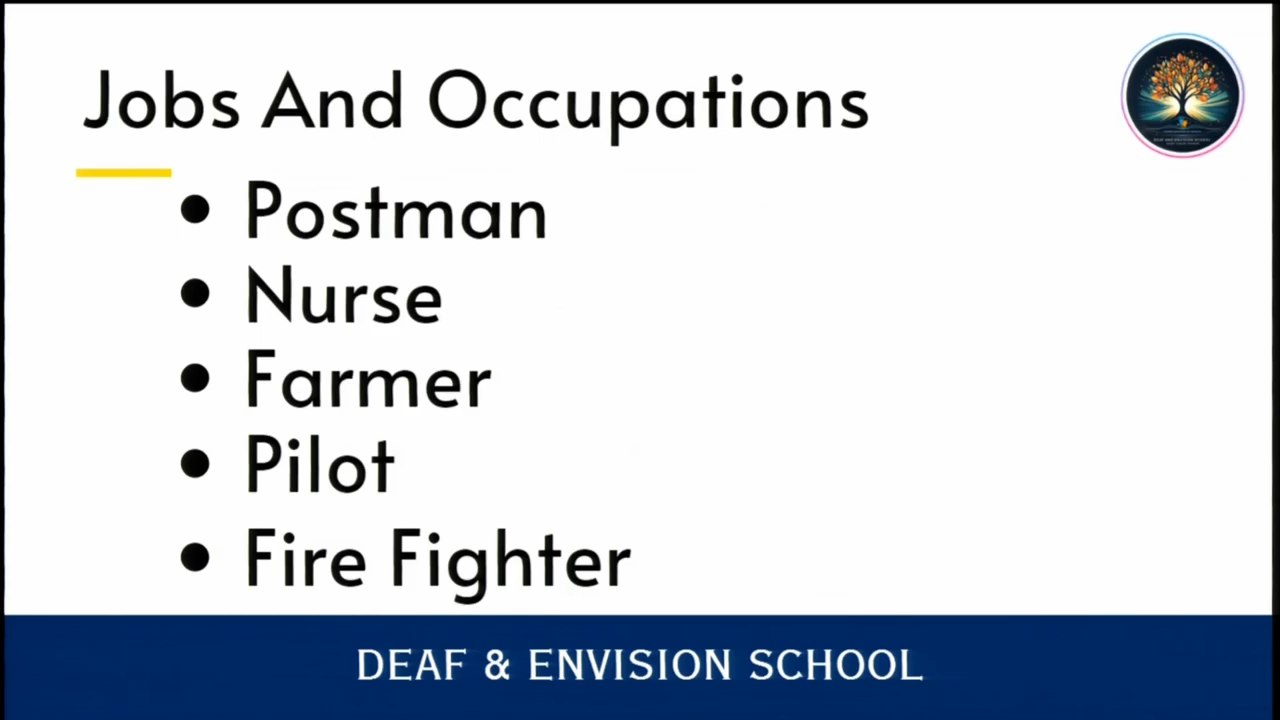 Jobs And Occupations
• Postman
• Nurse
• Farmer
• Pilot
• Fire Fighter
DEAF & ENVISION SCHOOL